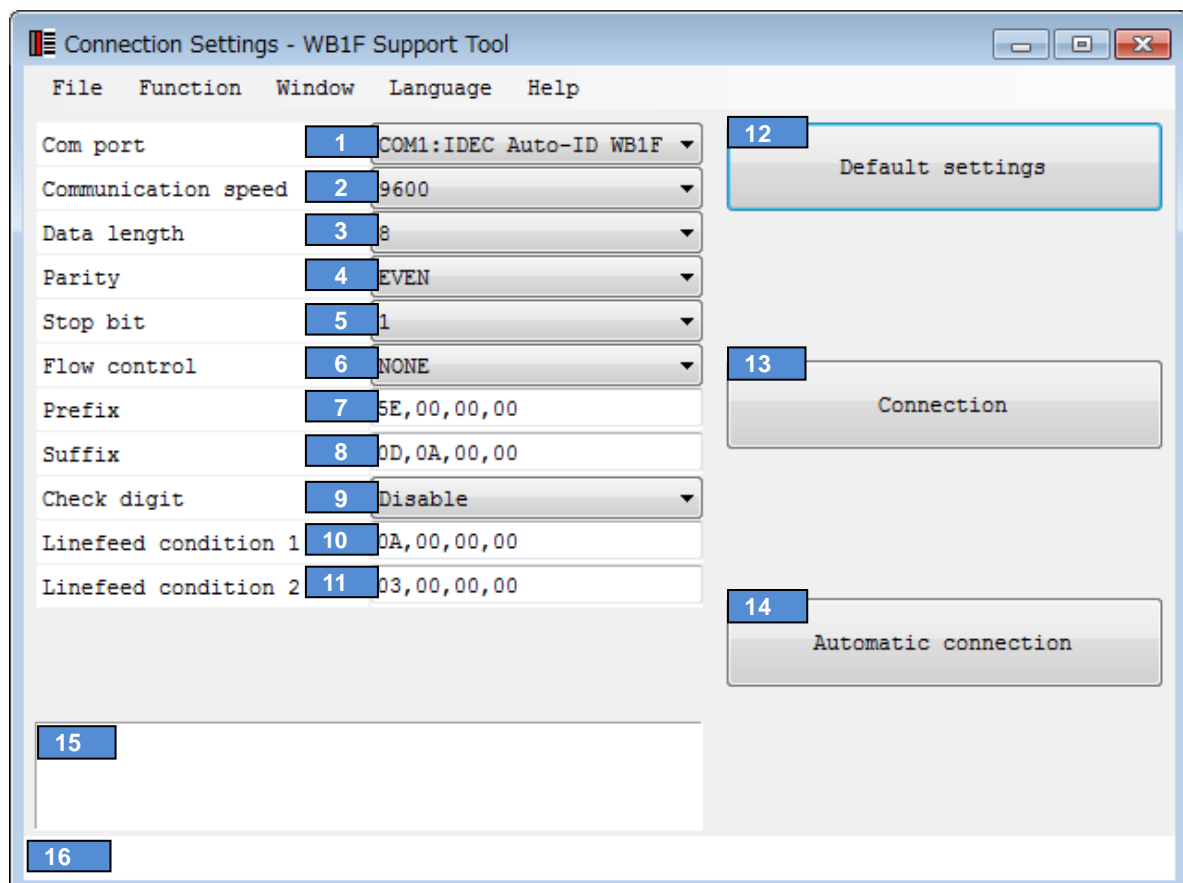 Connection Settings - WB1F Support Tool
File Function Window Language Help
Com port 1 COM1:IDEC Auto-ID WB1F
12 Default settings
Communication speed 2 9600
Data length 3 8
Parity 4 EVEN
Stop bit 5 1
Flow control 6 NONE
13 Connection
Prefix 7 5E,00,00,00
Suffix 8 0D,0A,00,00
Check digit 9 Disable
Linefeed condition 1 10 0A,00,00,00
Linefeed condition 2 11 03,00,00,00
14 Automatic connection
15
16